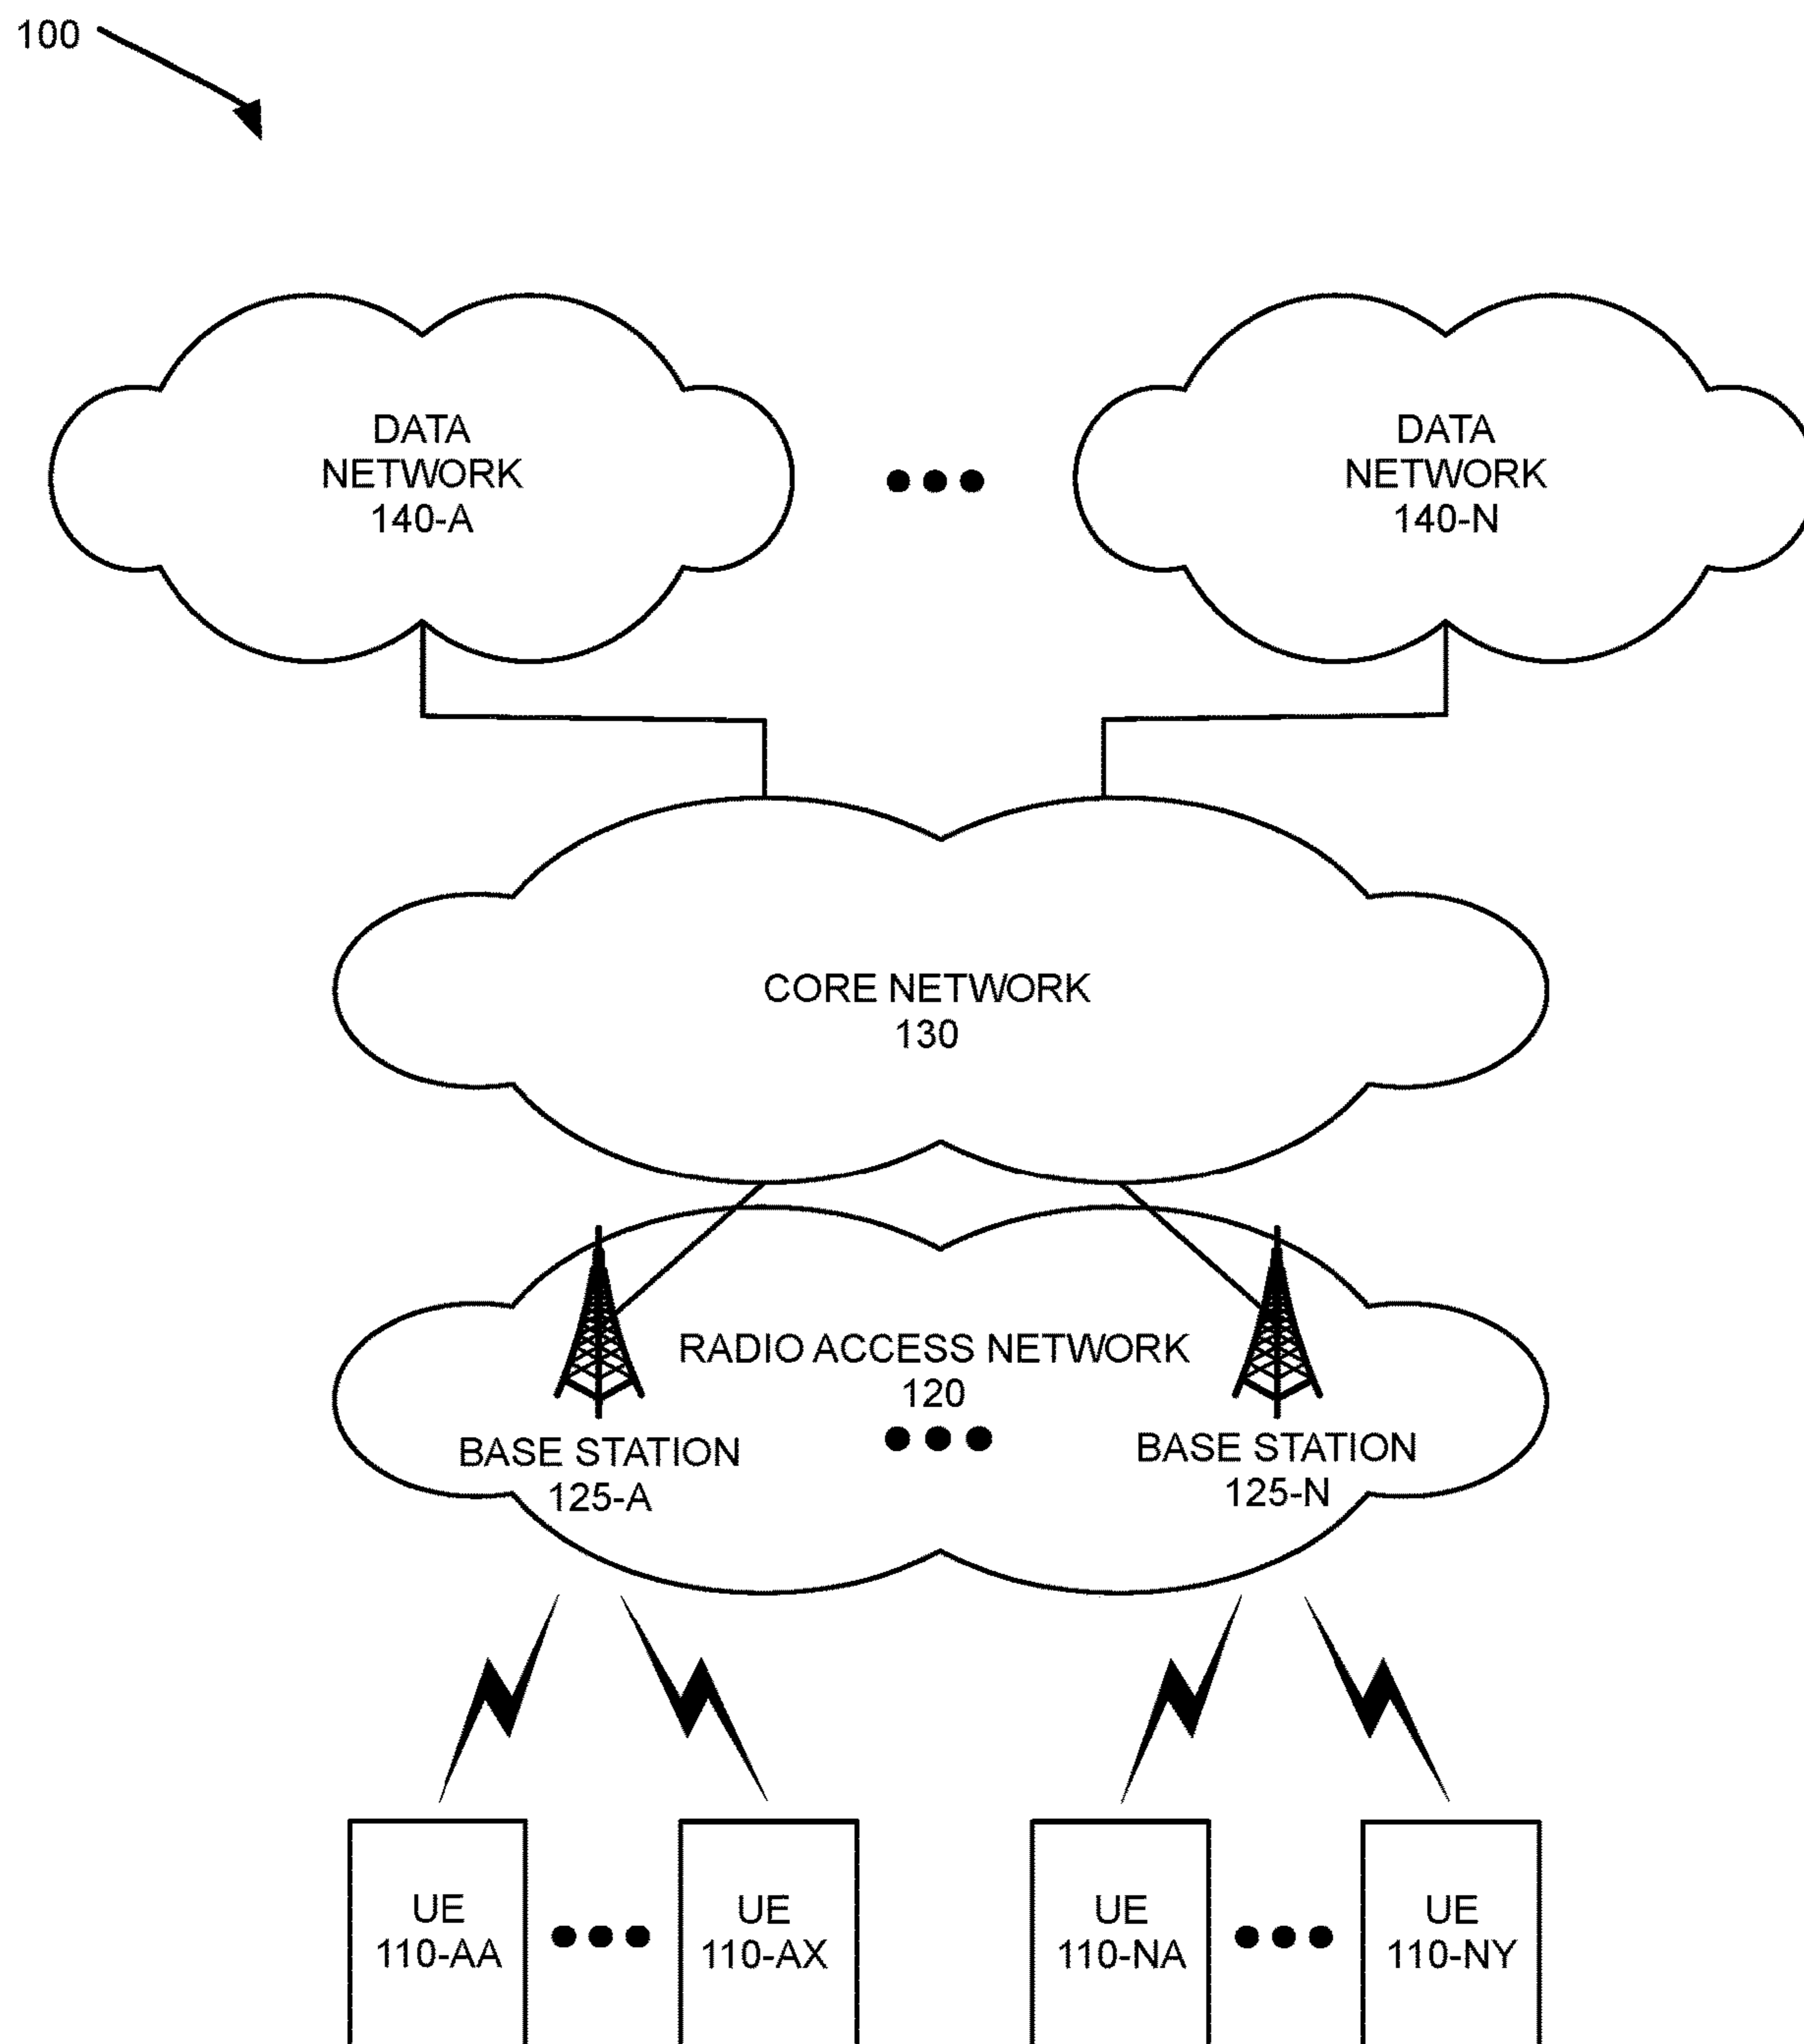 100
DATA
NETWORK
140-A
DATA
NETWORK
140-N
CORE NETWORK
130
RADIO ACCESS NETWORK
120
BASE STATION
125-A
BASE STATION
125-N
UE
110-AA
UE
110-AX
UE
110-NA
UE
110-NY